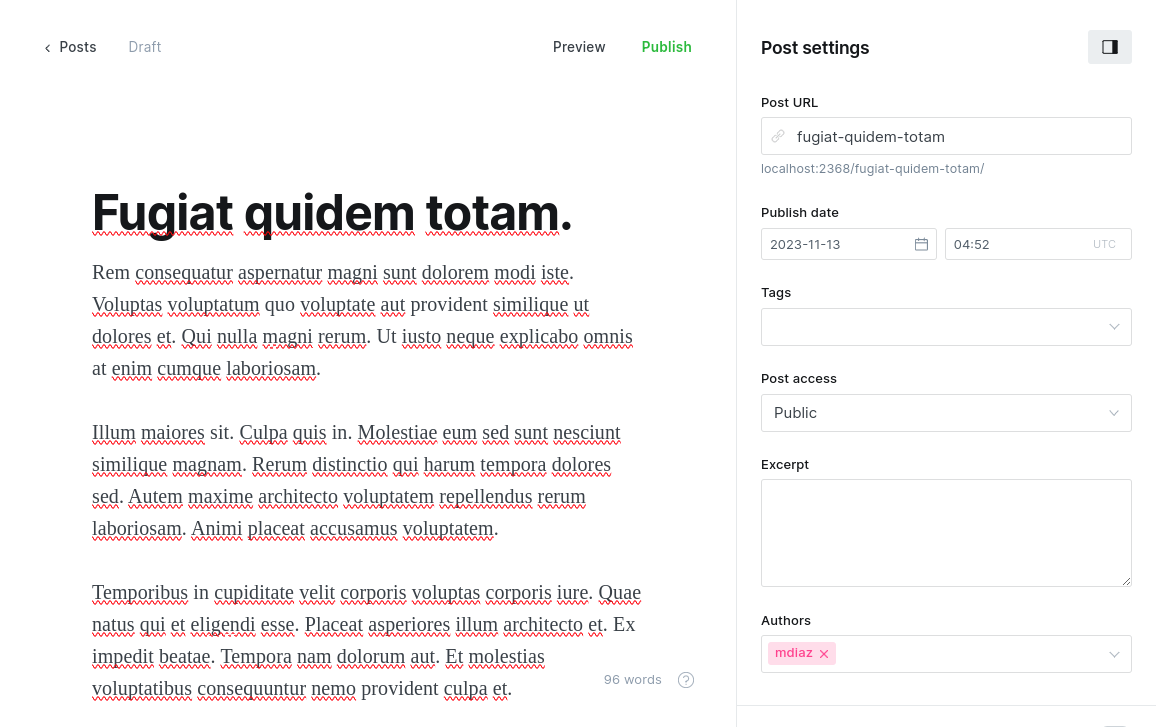 Posts
Draft
Preview
Publish
Fugiat quidem totam.
Rem consequatur aspernatur magni sunt dolorem modi iste.
Voluptas voluptatum quo voluptate aut provident similique ut
dolores et. Qui nulla magni rerum. Ut iusto neque explicabo omnis
at enim cumque laboriosam.
Illum maiores sit. Culpa quis in. Molestiae eum sed sunt nesciunt
similique magnam. Rerum distinctio qui harum tempora dolores
sed. Autem maxime architecto voluptatem repellendus rerum
laboriosam. Animi placeat accusamus voluptatem.
Temporibus in cupiditate velit corporis voluptas corporis iure. Quae
natus qui et eligendi esse. Placeat asperiores illum architecto et. Ex
impedit beatae. Tempora nam dolorum aut. Et molestias
voluptatibus consequuntur nemo provident culpa et.
96 words
Post settings
Post URL
fugiat-quidem-totam
localhost:2368/fugiat-quidem-totam/
Publish date
2023-11-13
04:52
UTC
Tags
Post access
Public
Excerpt
Authors
mdiaz